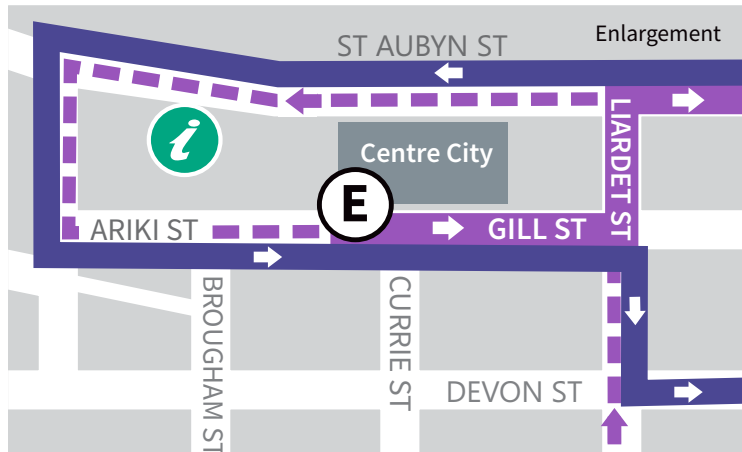 ST AUBYN ST
Enlargement
LIARDET ST
i
Centre City
E
ARIKI ST
GILL ST
BROUGHAM ST
CURRIE ST
DEVON ST